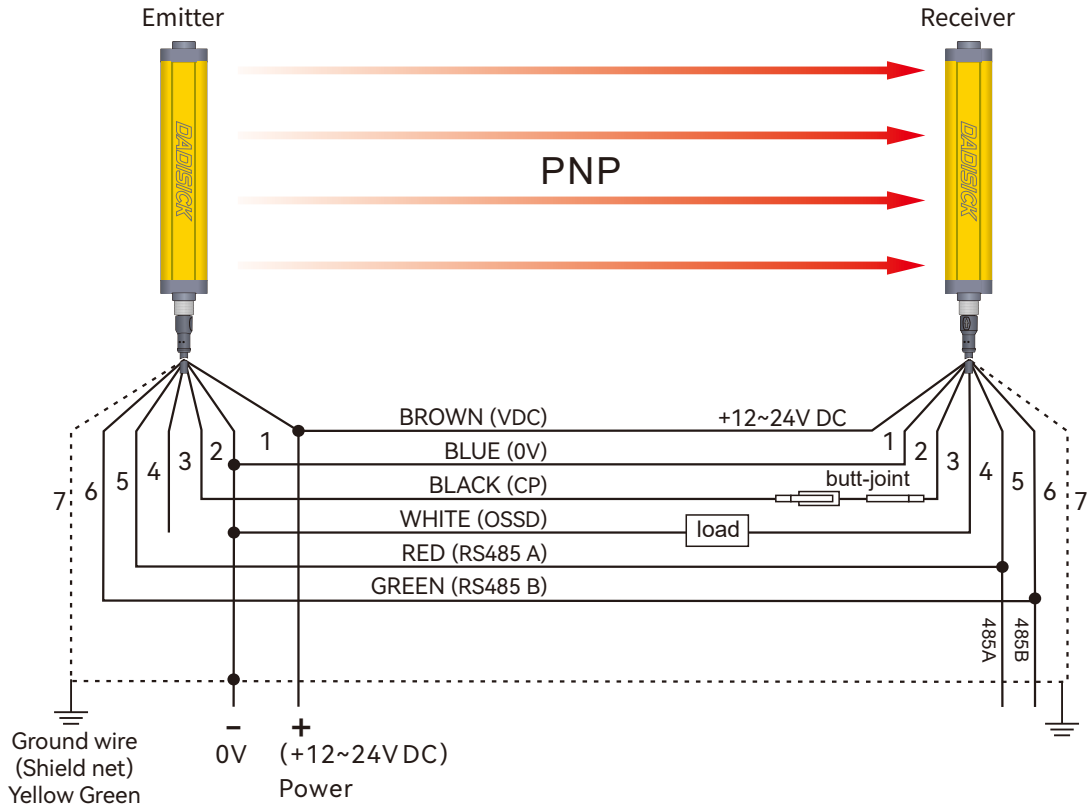 Emitter
Receiver
DADISICK
DADISICK
PNP
BROWN (VDC)
+12~24V DC
BLUE (0V)
BLACK (CP)
butt-joint
WHITE (OSSD)
load
RED (RS485 A)
GREEN (RS485 B)
7
6
5
4
3
2
1
1
2
3
4
5
6
7
485A
485B
Ground wire
(Shield net)
Yellow Green
-
0V
+
(+12~24V DC)
Power